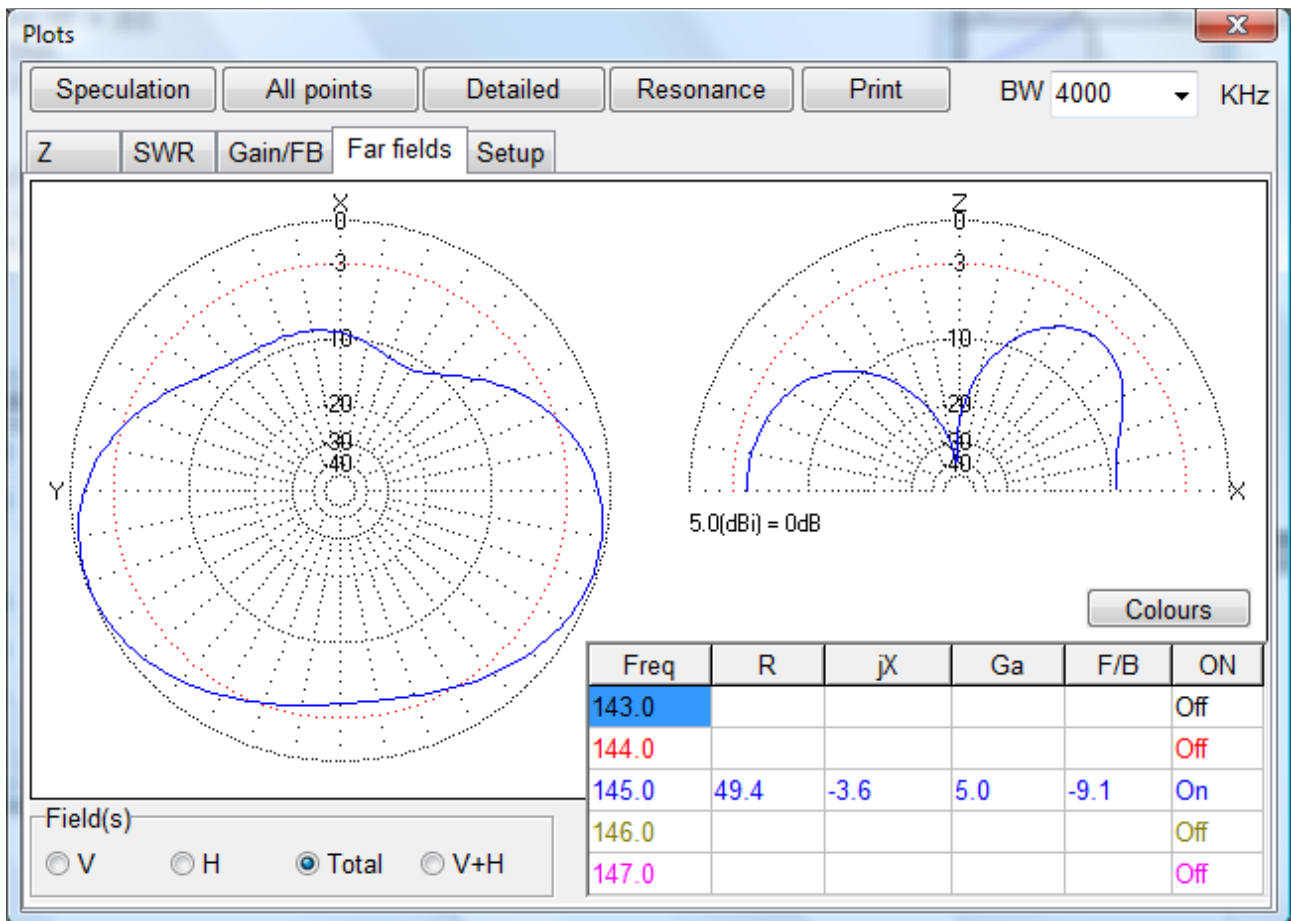 Plots
Speculation All points Detailed Resonance Print BW 4000 KHz
Z SWR Gain/FB Far fields Setup
X Z
0 0
-3 -3
-10 -10
-20 -20
-30 -30
-40 -40
Y X
5.0(dBi) = 0dB
Colours
Freq R jX Ga F/B ON
143.0 Off
144.0 Off
145.0 49.4 -3.6 5.0 -9.1 On
146.0 Off
147.0 Off
Field(s)
V H Total V+H